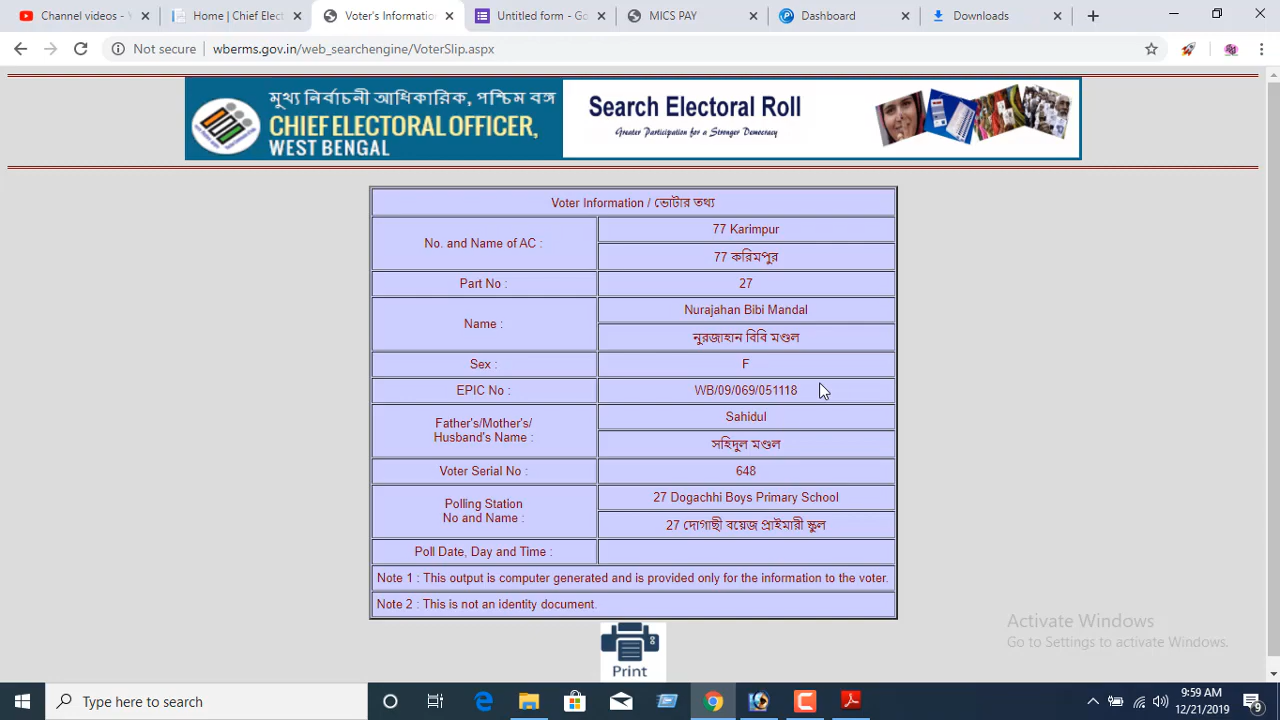 Channel videos - Y
Home | Chief Elect
Voter's Informatio
Untitled form - Go
MICS PAY
Dashboard
Downloads
Not secure
wberms.gov.in/web_searchengine/VoterSlip.aspx
মুখ্য নির্বাচনী আধিকারিক, পশ্চিম বঙ্গ
CHIEF ELECTORAL OFFICER,
WEST BENGAL
Search Electoral Roll
Greater Participation for a Stronger Democracy
Voter Information / ভোটার তথ্য
No. and Name of AC :
77 Karimpur
77 করিমপুর
Part No :
27
Name :
Nurajahan Bibi Mandal
নুরজাহান বিবি মণ্ডল
Sex :
F
EPIC No :
WB/09/069/051118
Father's/Mother's/
Husband's Name :
Sahidul
সহিদুল মণ্ডল
Voter Serial No :
648
Polling Station
No and Name :
27 Dogachhi Boys Primary School
27 দোগাছী বয়েজ প্রাইমারী স্কুল
Poll Date, Day and Time :
Note 1 : This output is computer generated and is provided only for the information to the voter.
Note 2 : This is not an identity document.
Print
Activate Windows
Go to Settings to activate Windows.
Type here to search
9:59 AM
12/21/2019
9